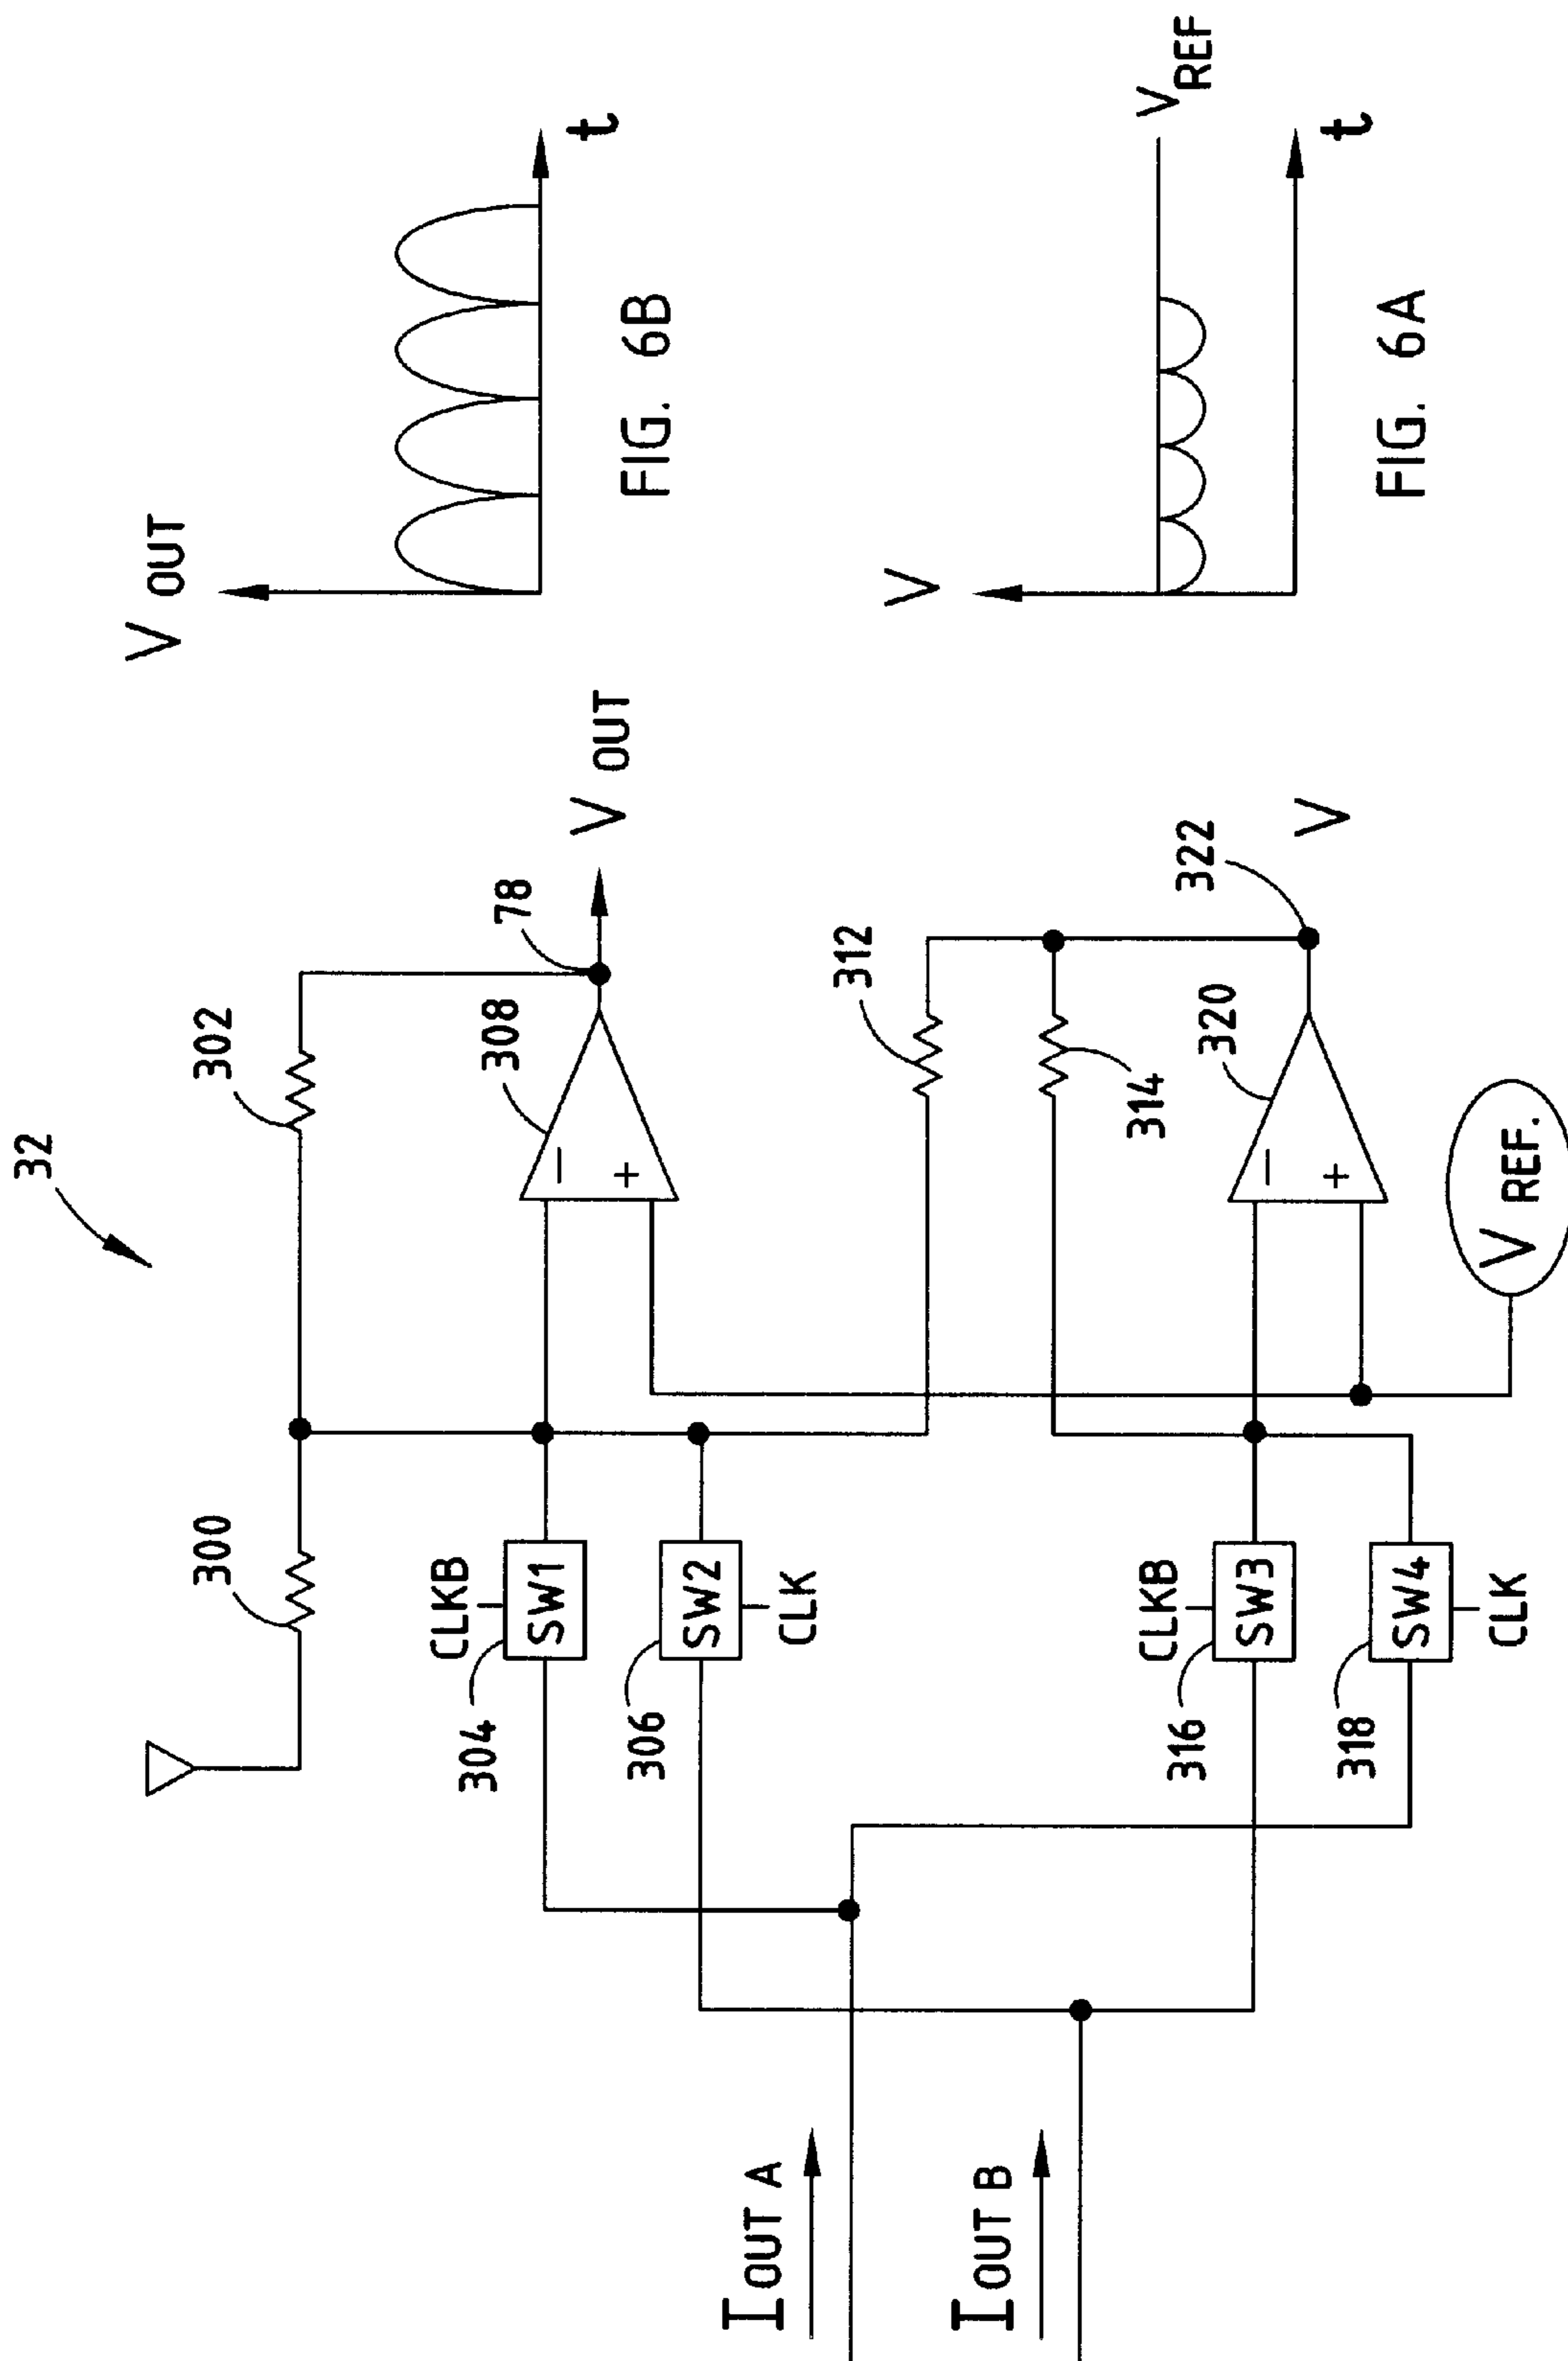 32
300
302
CLKB
304
SW1
308
−
+
78
V OUT
306
SW2
CLK
312
314
CLKB
316
SW3
320
−
+
322
V
318
SW4
CLK
V REF.
I OUT A
I OUT B
V OUT
t
FIG. 6B
V
VREF
t
FIG. 6A